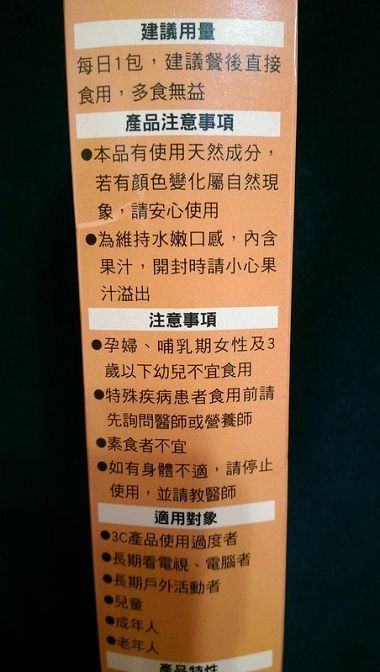 建議用量
每日1包，建議餐後直接
食用，多食無益
產品注意事項
●本品有使用天然成分，
若有顏色變化屬自然現
象，請安心使用
●為維持水嫩口感，內含
果汁，開封時請小心果
汁溢出
注意事項
●孕婦、哺乳期女性及3
歲以下幼兒不宜食用
●特殊疾病患者食用前請
先詢問醫師或營養師
●素食者不宜
●如有身體不適，請停止
使用，並請教醫師
適用對象
●3C產品使用過度者
●長期看電視、電腦者
●長期戶外活動者
●兒童
●成年人
●老年人
產品特性